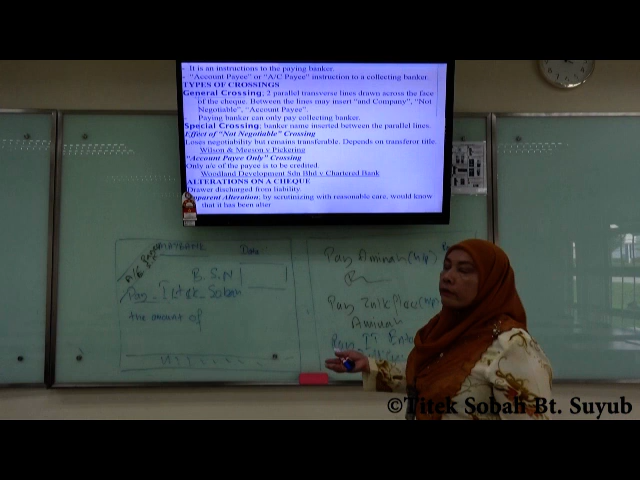 - It is an instructions to the paying banker.
- "Account Payee" or "A/C Payee" instruction to a collecting banker.
TYPES OF CROSSINGS
General Crossing; 2 parallel transverse lines drawn across the face
of the cheque. Between the lines may insert "and Company", "Not
Negotiable", "Account Payee".
Paying banker can only pay collecting banker.
Special Crossing; banker name inserted between the parallel lines.
Effect of "Not Negotiable" Crossing
Loses negotiability but remains transferable. Depends on transferor title.
Wilson & Meeson v Pickering
"Account Payee Only" Crossing
Only a/c of the payee is to be credited.
Woodland Development Sdn Bhd v Chartered Bank
ALTERATIONS ON A CHEQUE
Drawer discharged from liability.
Apparent Alteration; by scrutinizing with reasonable care, would know
that it has been alter
A/C Payee
Date
B.S.N
Pay Titek Sobah
the amount of
Pay Aminah
Pay
Aminah
Pay
©Titek Sobah Bt. Suyub